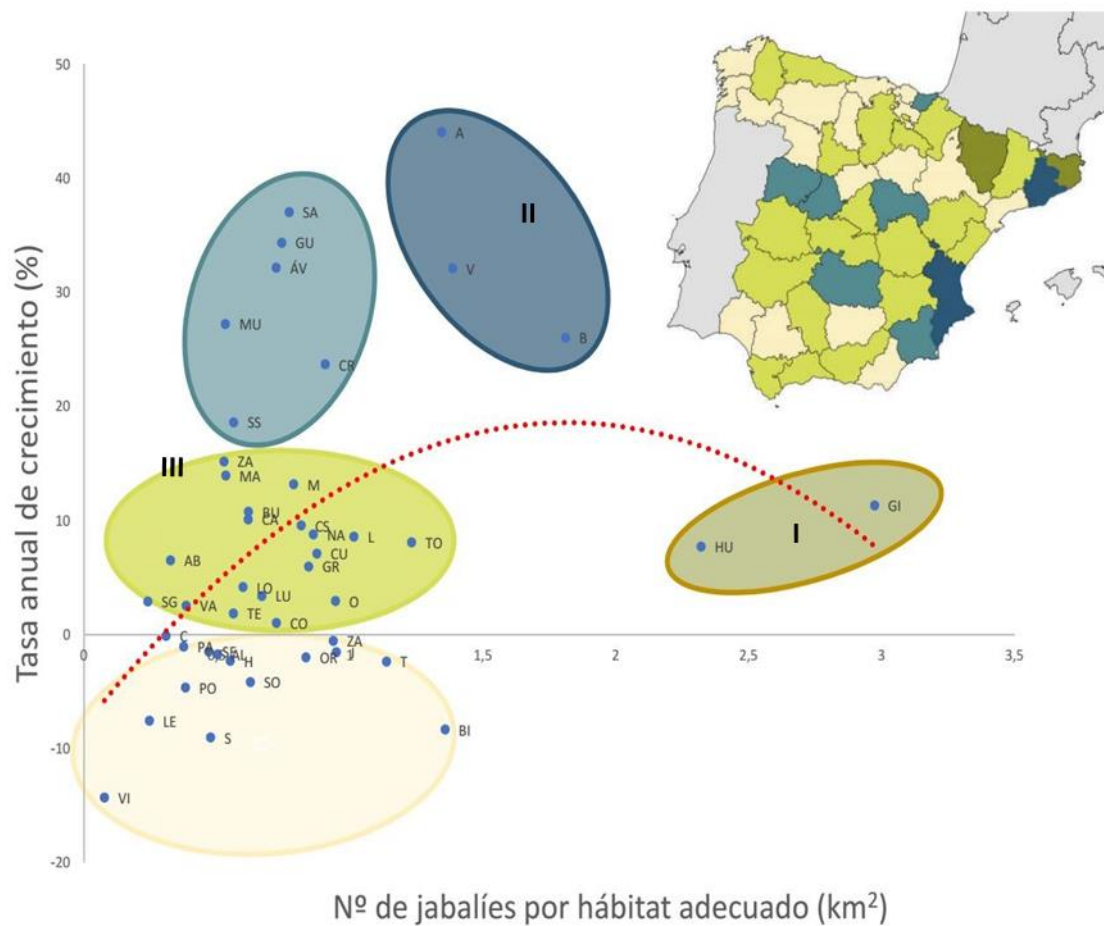 50
A
40
SA
II
GU
ÁV
V
30
MU
B
CR
20
SS
ZA
III
MA
M
GI
BU
CA
CS
10
NA
L
TO
CU
HU
I
AB
GR
LO
LU
SG
VA
O
TE
CO
C
ZA
0
PA
SE
AL
H
OR
J
T
0
1,5
2
2,5
3
3,5
SO
PO
LE
BI
S
-10
VI
-20
Tasa anual de crecimiento (%)
Nº de jabalíes por hábitat adecuado (km²)